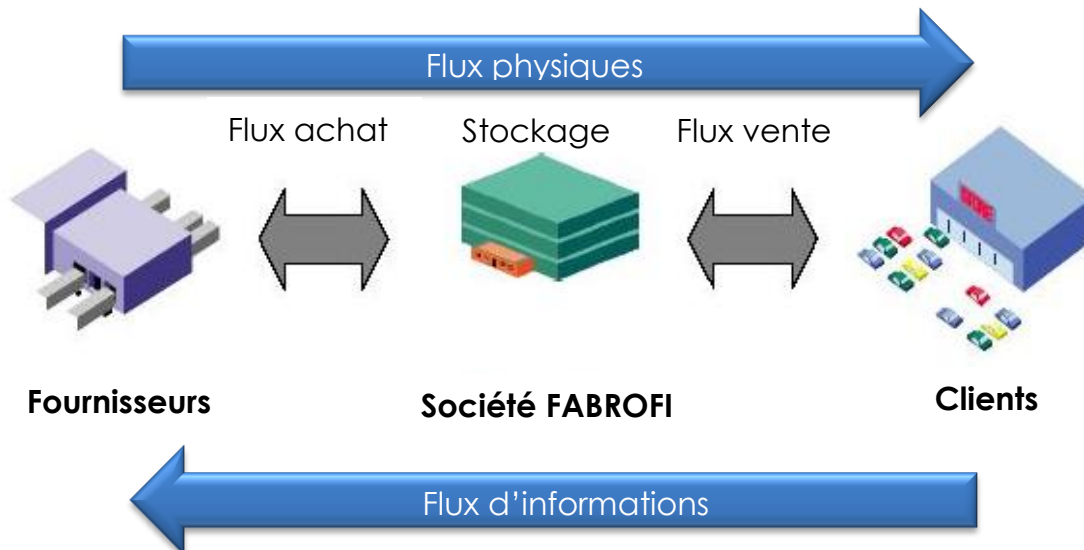 Flux physiques
Flux achat
Stockage
Flux vente
Fournisseurs
Société FABROFI
Clients
Flux d'informations